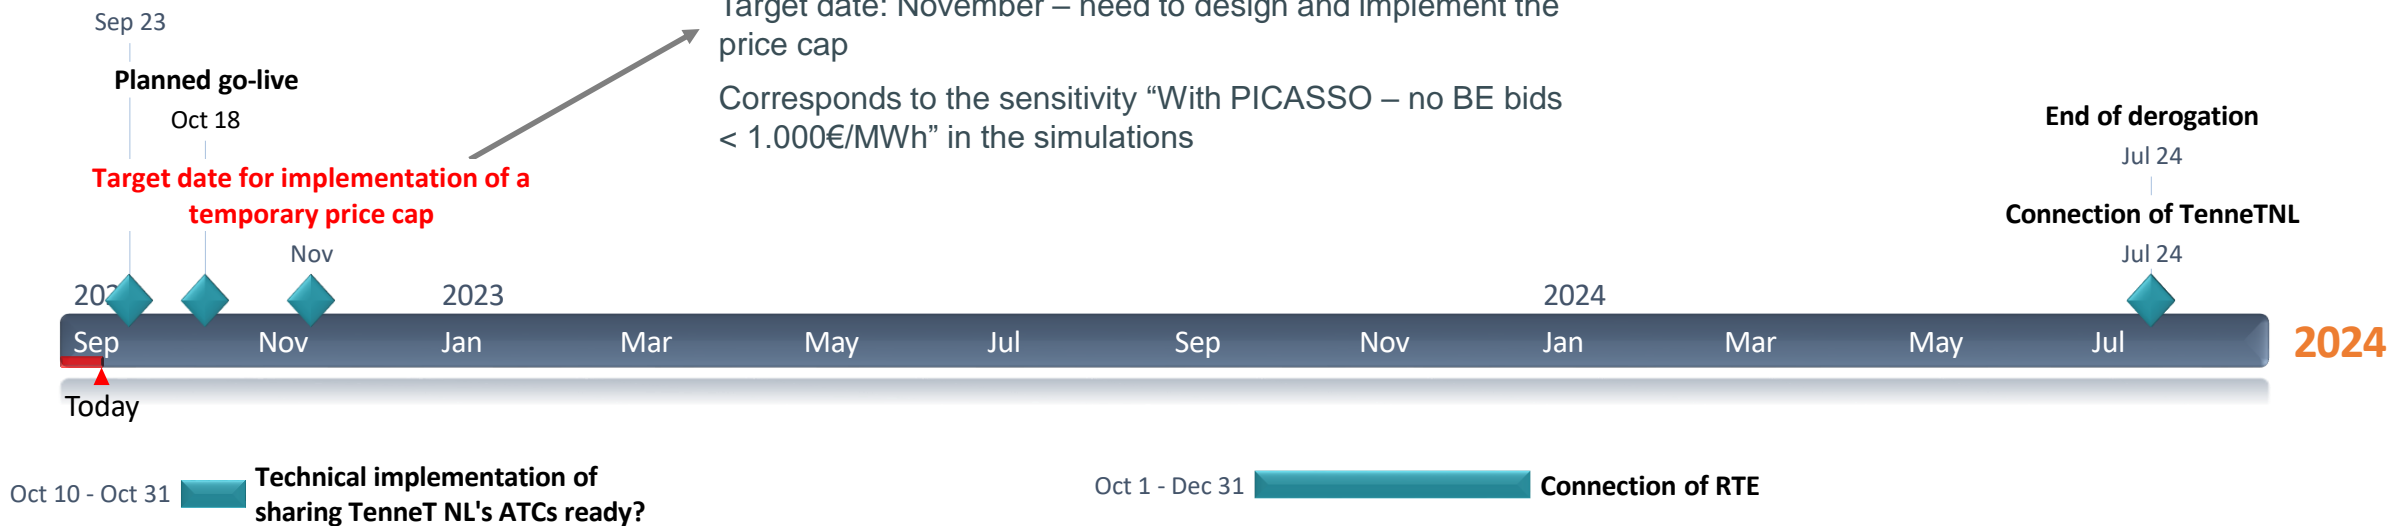 Target date: November – need to design and implement the
price cap
Corresponds to the sensitivity “With PICASSO – no BE bids
< 1.000€/MWh” in the simulations
Sep 23
Planned go-live
Oct 18
Target date for implementation of a
temporary price cap
Nov
End of derogation
Jul 24
Connection of TenneTNL
Jul 24
2023
2024
Sep
Nov
Jan
Mar
May
Jul
Sep
Nov
Jan
Mar
May
Jul
2024
Today
Oct 10 - Oct 31
Technical implementation of
sharing TenneT NL's ATCs ready?
Oct 1 - Dec 31
Connection of RTE